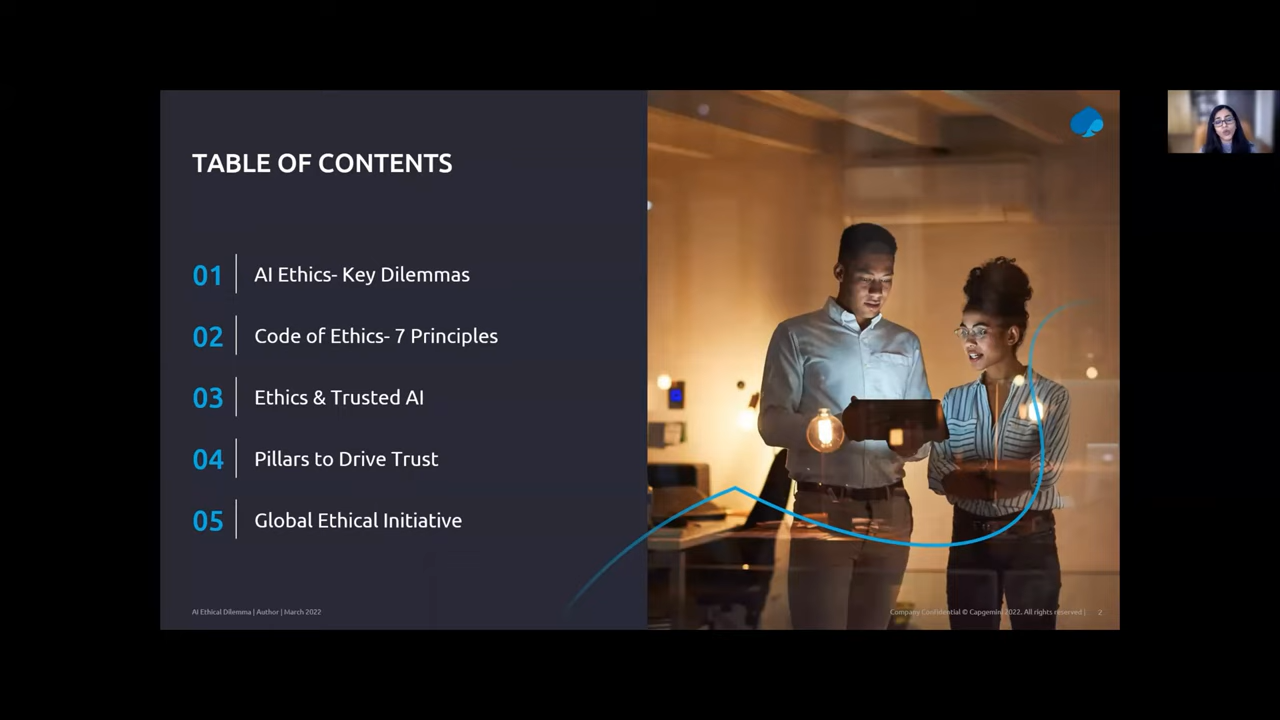 TABLE OF CONTENTS
01 AI Ethics- Key Dilemmas
02 Code of Ethics- 7 Principles
03 Ethics & Trusted AI
04 Pillars to Drive Trust
05 Global Ethical Initiative
AI Ethical Dilemma | Author | March 2022
Company Confidential © Capgemini 2022. All rights reserved | 2